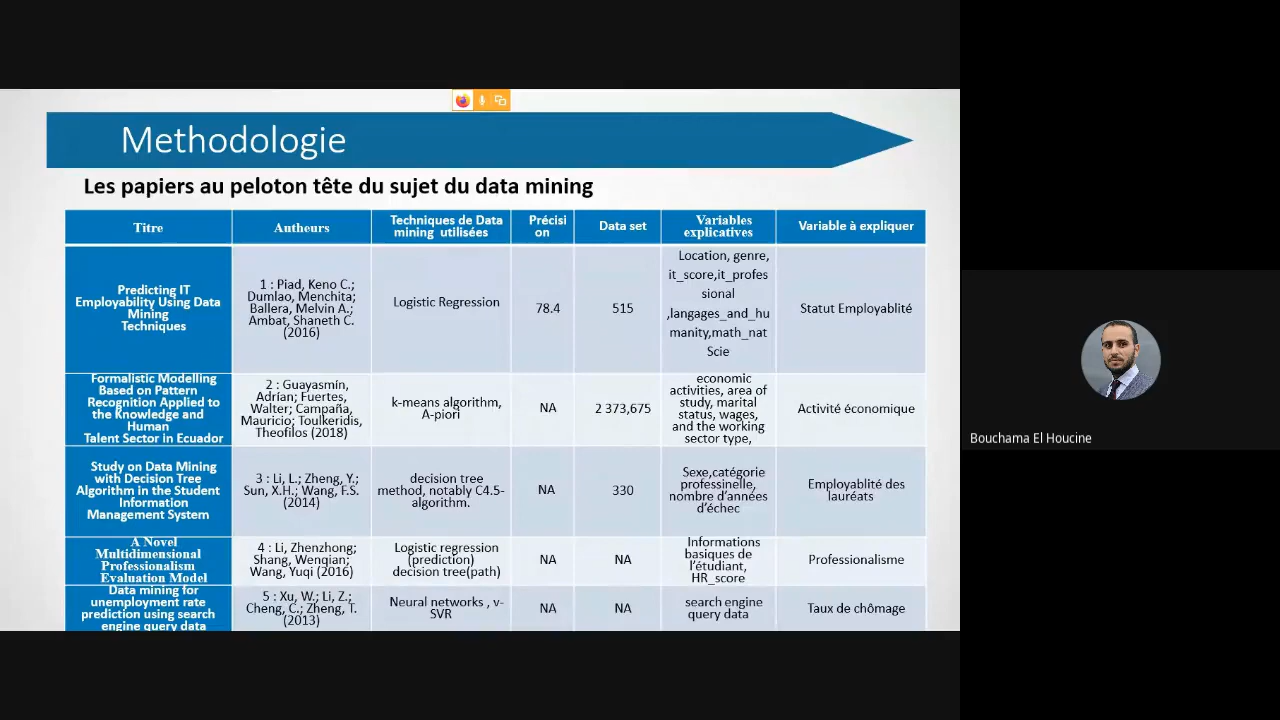 Methodologie
Les papiers au peloton tête du sujet du data mining
Titre
Autheurs
Techniques de Data
mining utilisées
Précisi
on
Data set
Variables
explicatives
Variable à expliquer
Predicting IT
Employability Using Data
Mining
Techniques
1 : Piad, Keno C.;
Dumlao, Menchita;
Ballera, Melvin A.;
Ambat, Shaneth C.
(2016)
Logistic Regression
78.4
515
Location, genre,
it_score,it_profes
sional
,langages_and_hu
manity,math_nat
Scie
Statut Employablité
Formalistic Modelling
Based on Pattern
Recognition Applied to
the Knowledge and
Human
Talent Sector in Ecuador
2 : Guayasmín,
Adrían; Fuertes,
Walter; Campaña,
Mauricio; Toulkeridis,
Theofilos (2018)
k-means algorithm,
A-piori
NA
2 373,675
economic
activities, area of
study, marital
status, wages,
and the working
sector type,
Activité économique
Study on Data Mining
with Decision Tree
Algorithm in the Student
Information
Management System
3 : Li, L.; Zheng, Y.;
Sun, X.H.; Wang, F.S.
(2014)
decision tree
method, notably C4.5-
algorithm.
NA
330
Sexe,catégorie
professinelle,
nombre d’années
d’échec
Employablité des
lauréats
A Novel
Multidimensional
Professionalism
Evaluation Model
4 : Li, Zhenzhong;
Shang, Wenqian;
Wang, Yuqi (2016)
Logistic regression
(prediction)
decision tree(path)
NA
NA
Informations
basiques de
l’étudiant,
HR_score
Professionalisme
Data mining for
unemployment rate
prediction using search
engine query data
5 : Xu, W.; Li, Z.;
Cheng, C.; Zheng, T.
(2013)
Neural networks , v-
SVR
NA
NA
search engine
query data
Taux de chômage
Bouchama El Houcine